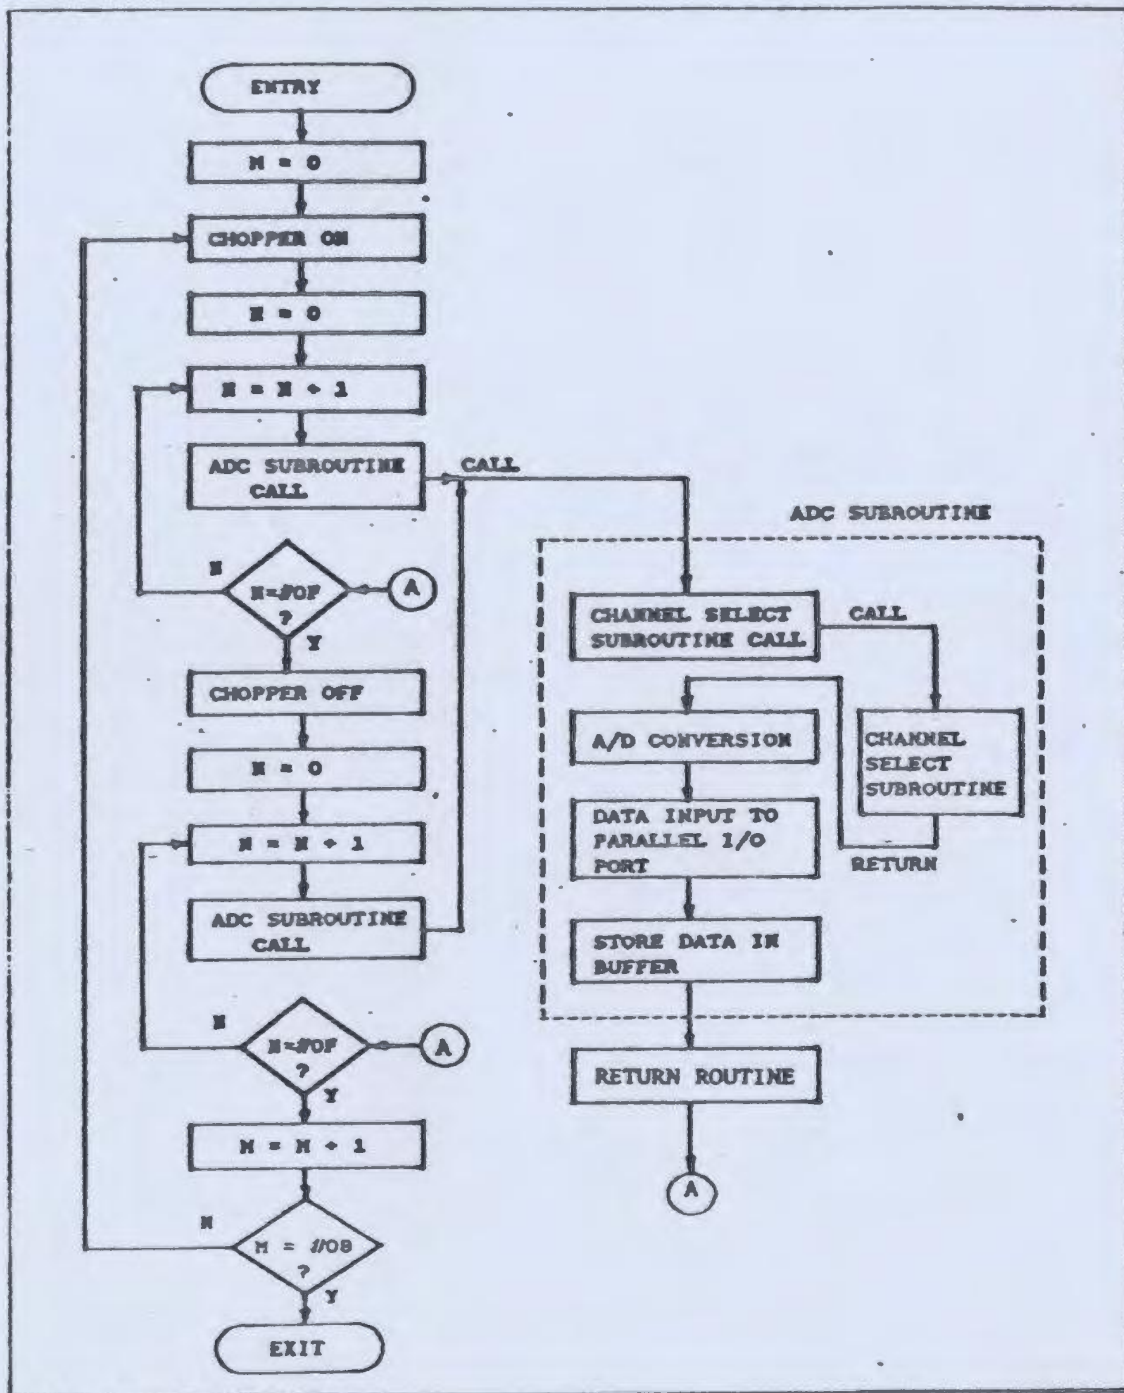 ENTRY
M = 0
CHOPPER ON
N = 0
N = N + 1
ADC SUBROUTINE
CALL
CALL
N
N=#0F
?
A
Y
CHOPPER OFF
N = 0
N = N + 1
ADC SUBROUTINE
CALL
N
N=#0F
?
A
Y
M = M + 1
N
M = #08
?
Y
EXIT
ADC SUBROUTINE
CHANNEL SELECT
SUBROUTINE CALL
CALL
CHANNEL
SELECT
SUBROUTINE
RETURN
A/D CONVERSION
DATA INPUT TO
PARALLEL I/O
PORT
STORE DATA IN
BUFFER
RETURN ROUTINE
A